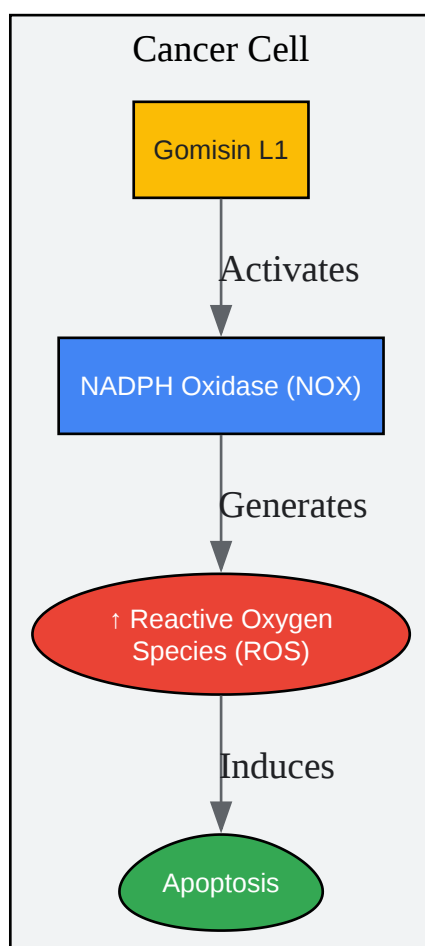 Cancer Cell
Gomisin L1
Activates
NADPH Oxidase (NOX)
Generates
↑ Reactive Oxygen
Species (ROS)
Induces
Apoptosis